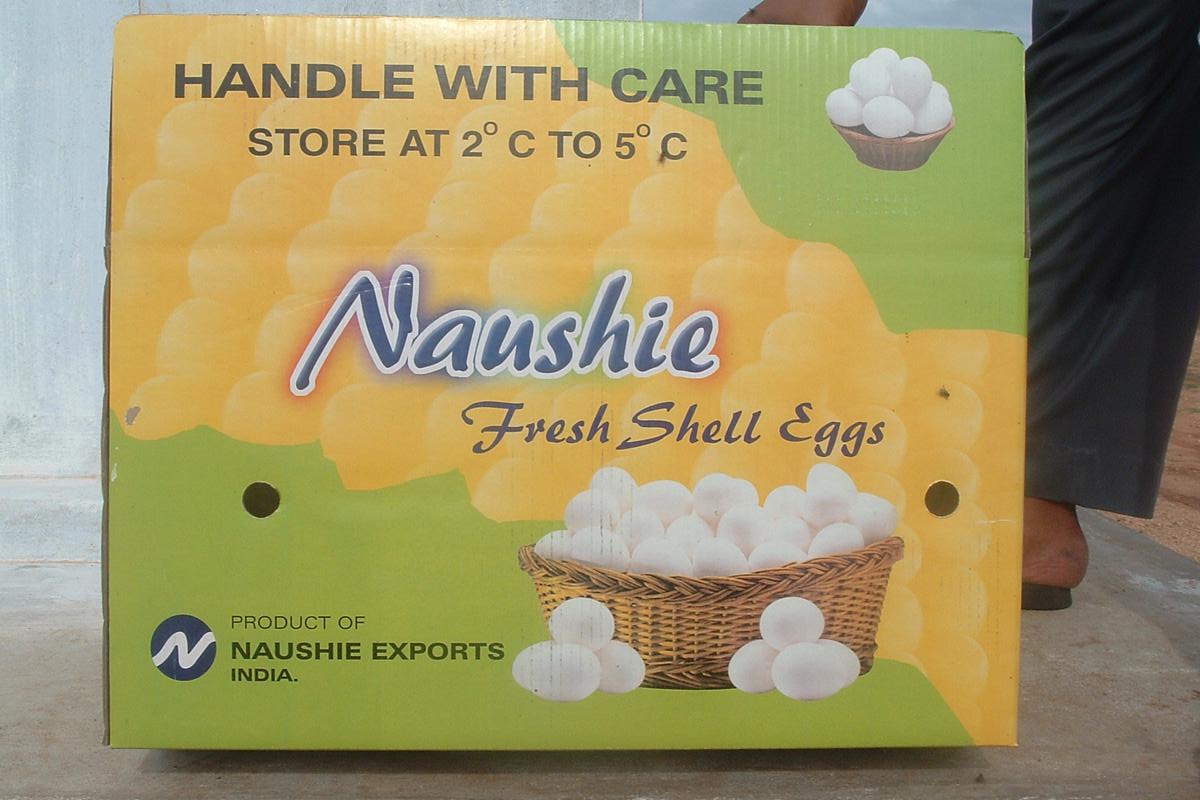 HANDLE WITH CARE
STORE AT 2° C TO 5° C
Naushie
Fresh Shell Eggs
PRODUCT OF
NAUSHIE EXPORTS
INDIA.